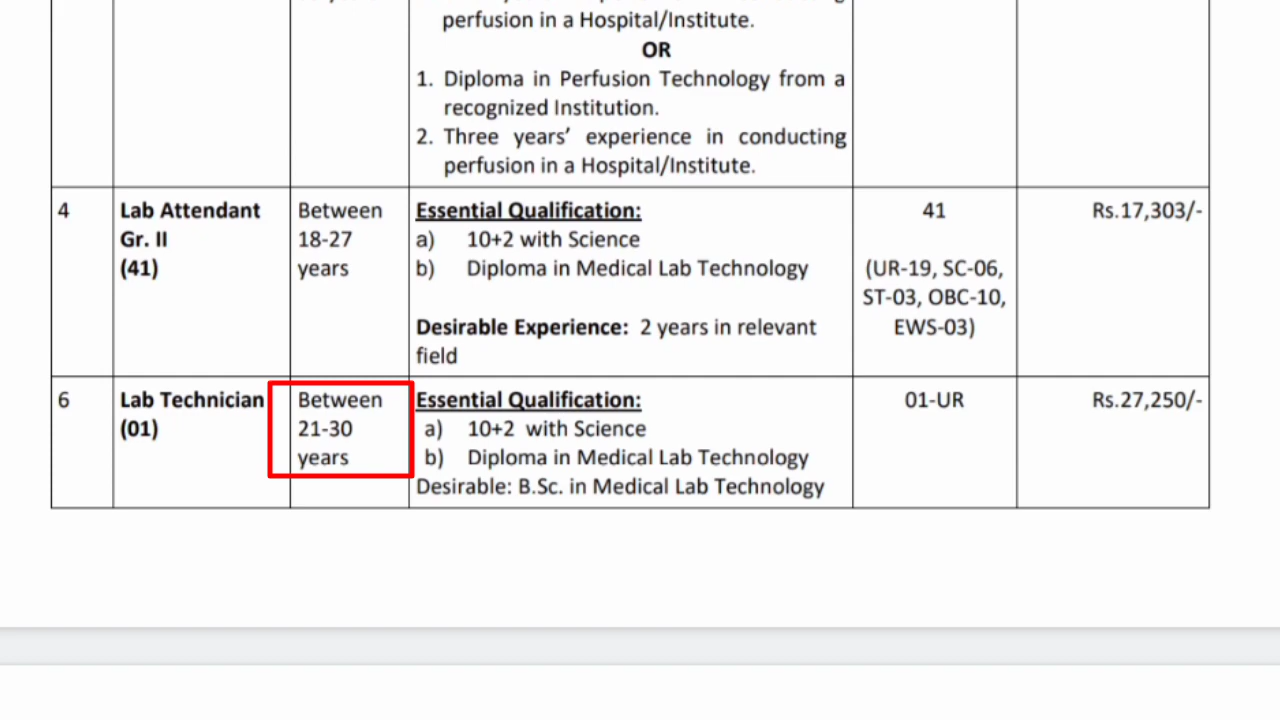 perfusion in a Hospital/Institute.
OR
1. Diploma in Perfusion Technology from a
recognized Institution.
2. Three years’ experience in conducting
perfusion in a Hospital/Institute.
4
Lab Attendant
Gr. II
(41)
Between
18-27
years
Essential Qualification:
a) 10+2 with Science
b) Diploma in Medical Lab Technology
Desirable Experience: 2 years in relevant
field
41
(UR-19, SC-06,
ST-03, OBC-10,
EWS-03)
Rs.17,303/-
6
Lab Technician
(01)
Between
21-30
years
Essential Qualification:
a) 10+2 with Science
b) Diploma in Medical Lab Technology
Desirable: B.Sc. in Medical Lab Technology
01-UR
Rs.27,250/-